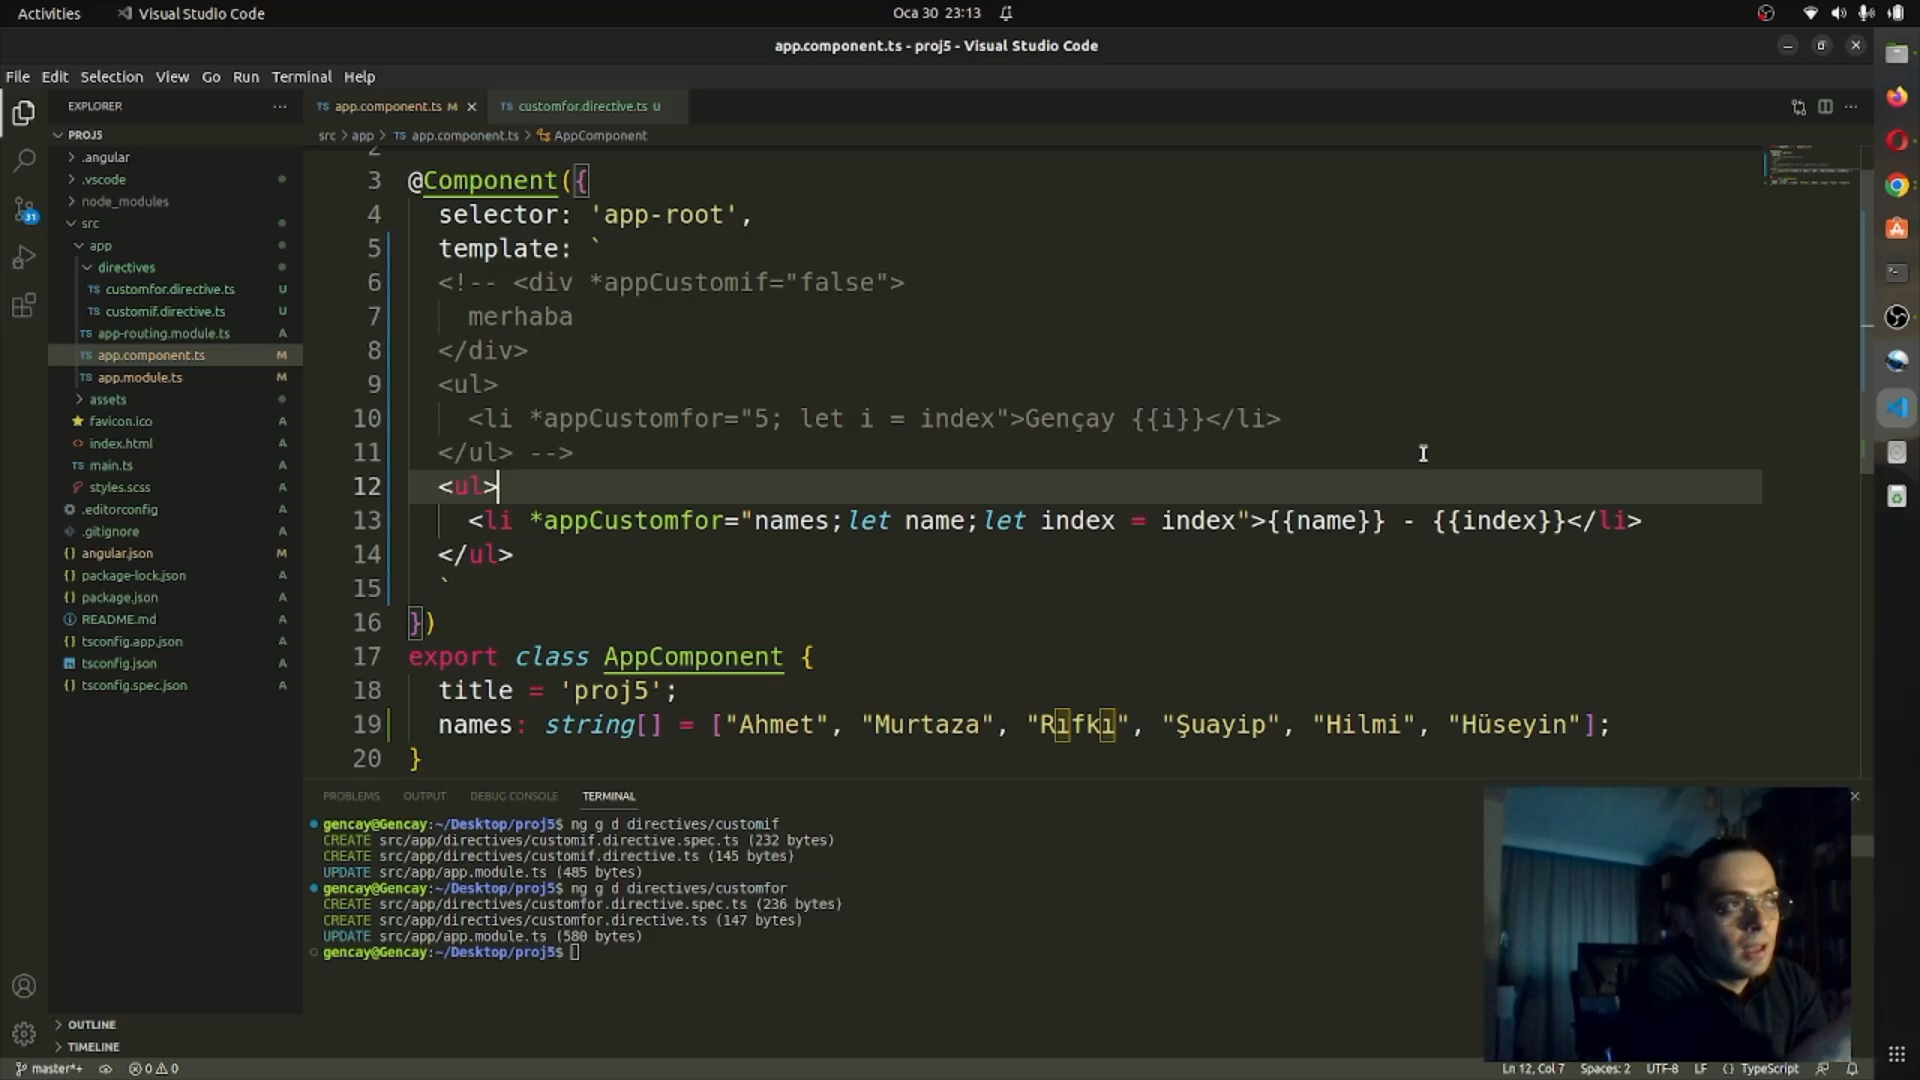 Activities
Visual Studio Code
Oca 30 23:13
app.component.ts - proj5 - Visual Studio Code
File Edit Selection View Go Run Terminal Help
EXPLORER
PROJ5
.angular
.vscode
node_modules
src
app
directives
customfor.directive.ts U
customif.directive.ts U
app-routing.module.ts A
app.component.ts M
app.module.ts M
assets
favicon.ico A
index.html A
main.ts A
styles.scss A
.editorconfig A
.gitignore A
angular.json M
package-lock.json A
package.json A
README.md A
tsconfig.app.json A
tsconfig.json A
tsconfig.spec.json A
OUTLINE
TIMELINE
31
TS app.component.ts M
TS customfor.directive.ts U
src > app > TS app.component.ts > AppComponent
2
3 @Component({
4 selector: 'app-root',
5 template: `
6 <!-- <div *appCustomif="false">
7 merhaba
8 </div>
9 <ul>
10 <li *appCustomfor="5; let i = index">Gençay {{i}}</li>
11 </ul> -->
12 <ul>
13 <li *appCustomfor="names;let name;let index = index">{{name}} - {{index}}</li>
14 </ul>
15 `
16 })
17 export class AppComponent {
18 title = 'proj5';
19 names: string[] = ["Ahmet", "Murtaza", "Rıfkı", "Şuayip", "Hilmi", "Hüseyin"];
20 }
PROBLEMS OUTPUT DEBUG CONSOLE TERMINAL
gencay@Gencay:~/Desktop/proj5$ ng g d directives/customif
CREATE src/app/directives/customif.directive.spec.ts (232 bytes)
CREATE src/app/directives/customif.directive.ts (145 bytes)
UPDATE src/app/app.module.ts (485 bytes)
gencay@Gencay:~/Desktop/proj5$ ng g d directives/customfor
CREATE src/app/directives/customfor.directive.spec.ts (236 bytes)
CREATE src/app/directives/customfor.directive.ts (147 bytes)
UPDATE src/app/app.module.ts (580 bytes)
gencay@Gencay:~/Desktop/proj5$
master*+ 0 0
Ln 12, Col 7 Spaces: 2 UTF-8 LF {} TypeScript